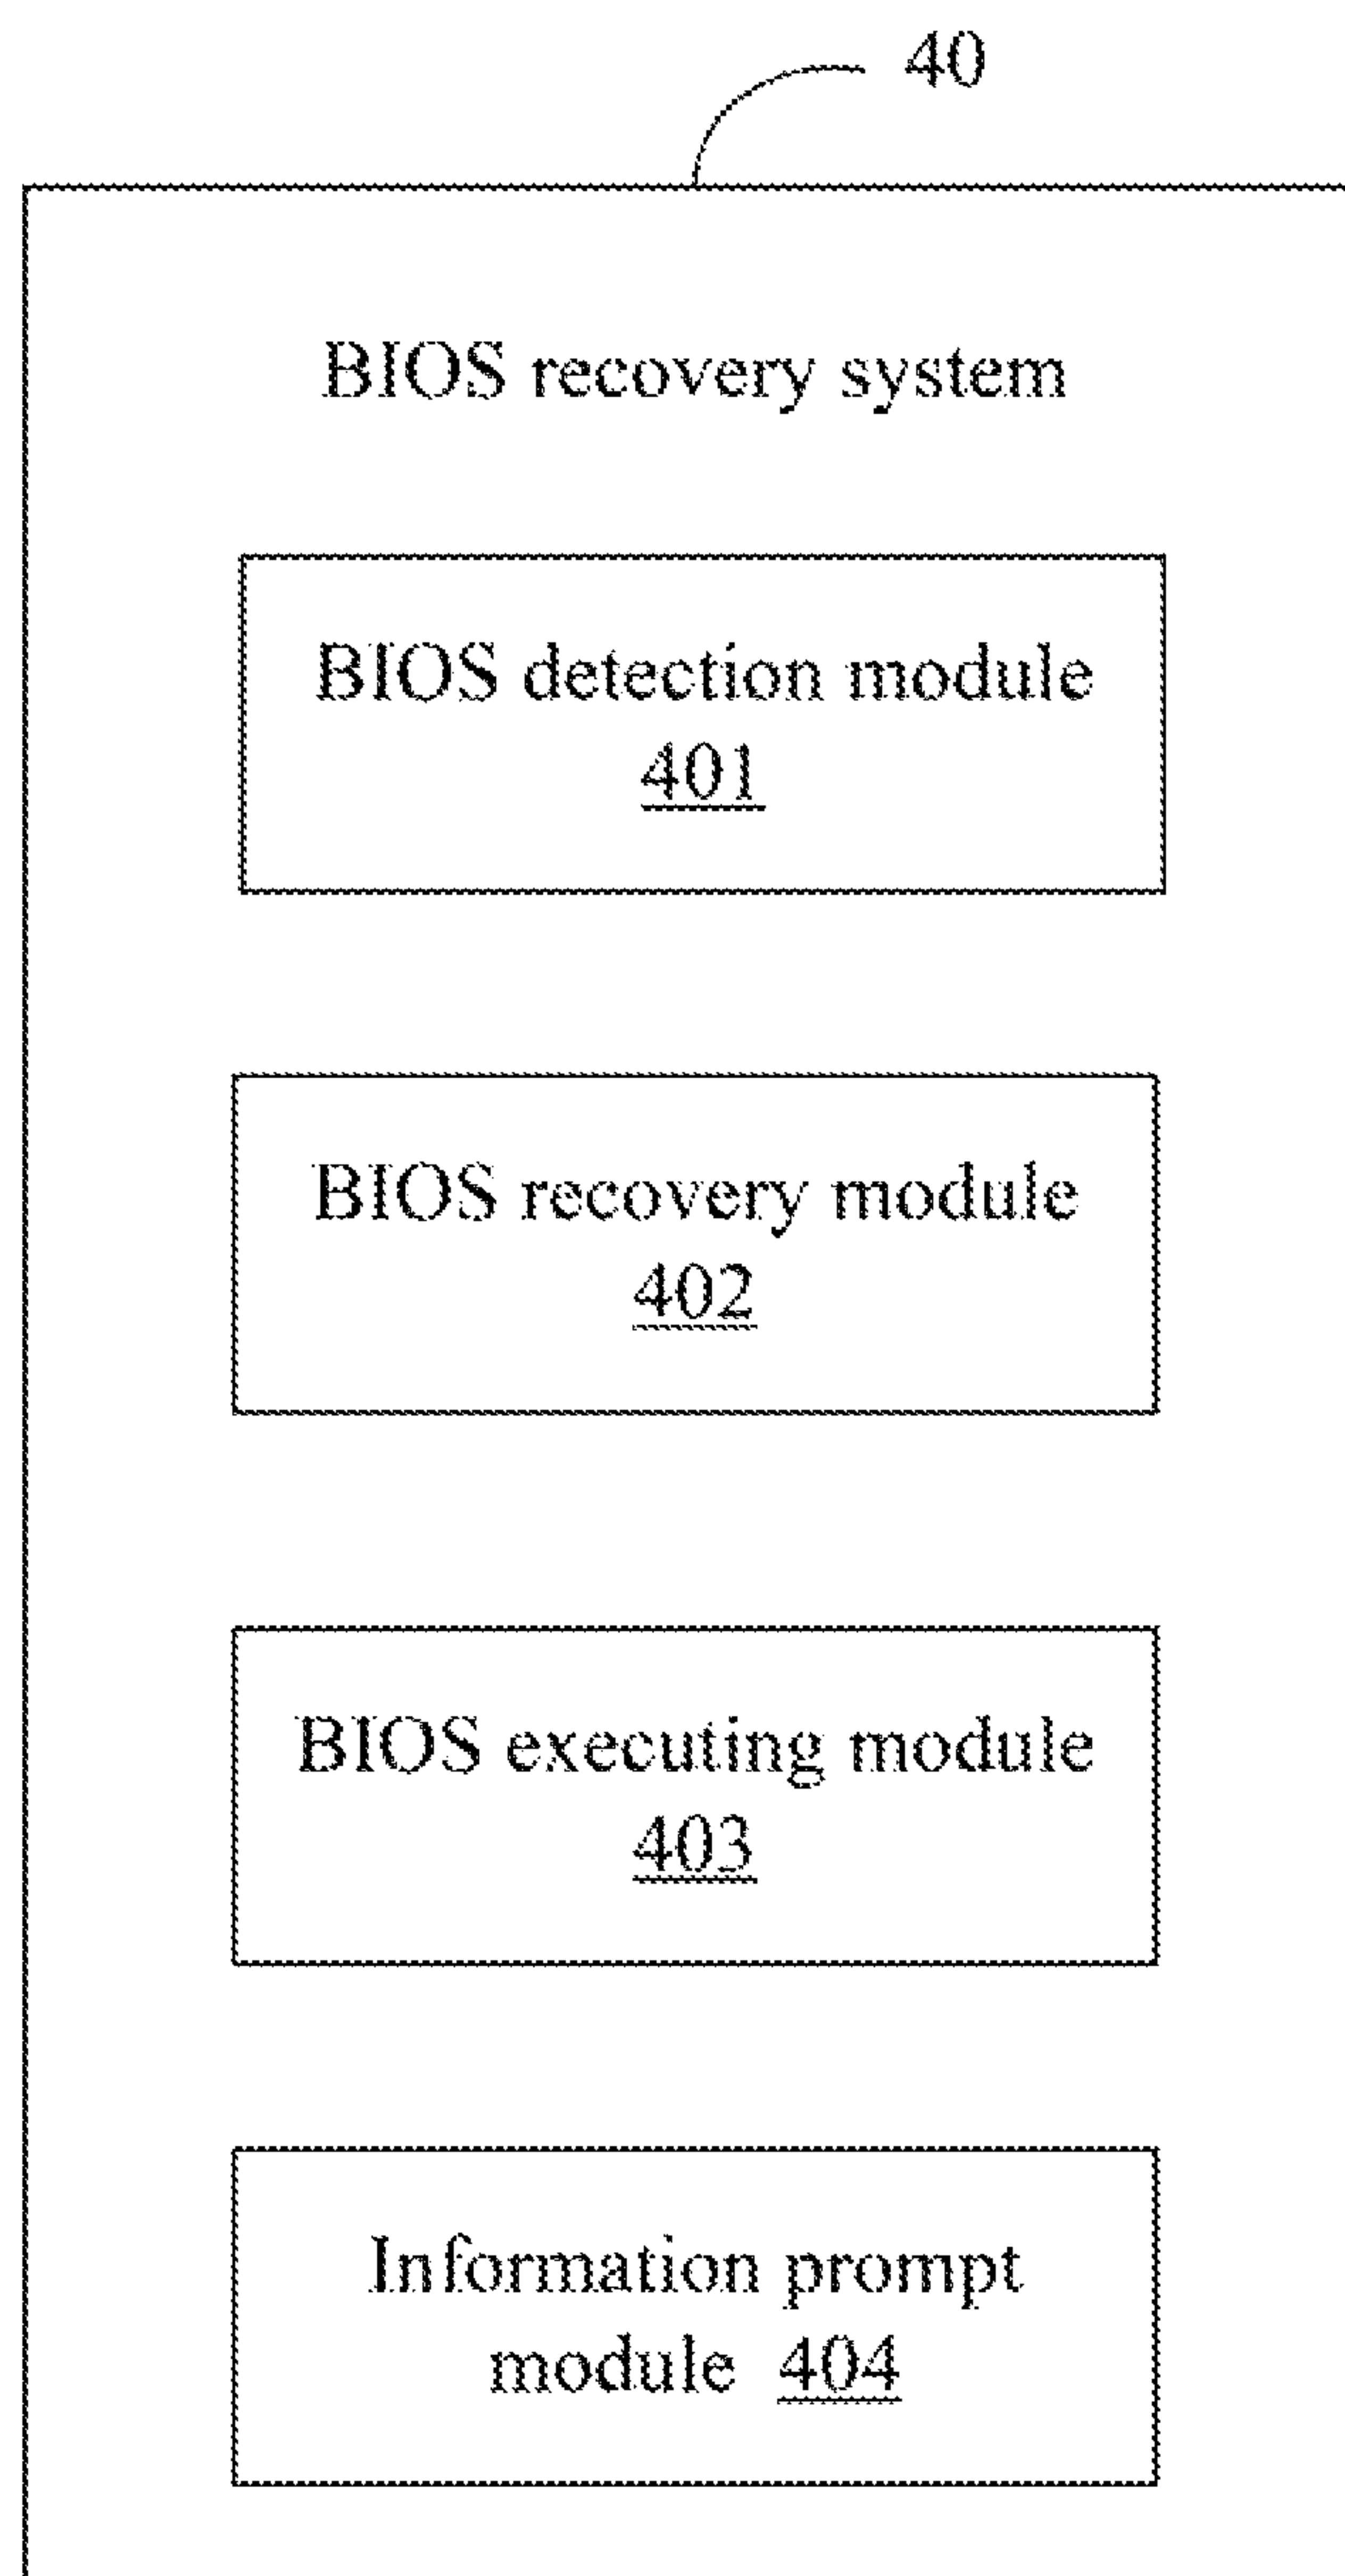 40
BIOS recovery system
BIOS detection module
401
BIOS recovery module
402
BIOS executing module
403
Information prompt
module 404